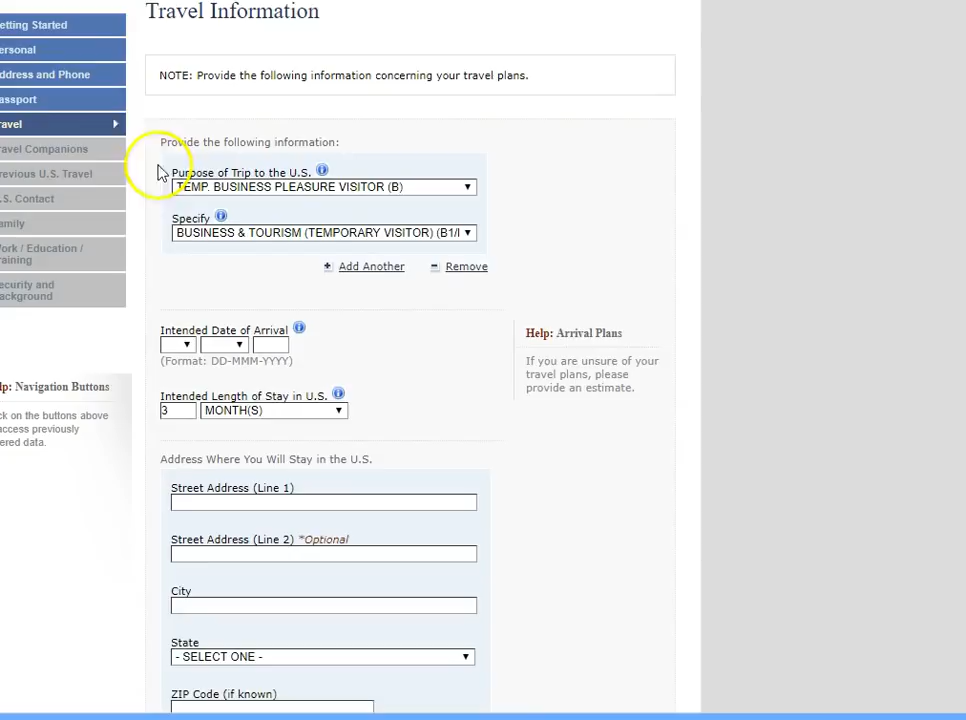 Travel Information
etting Started
ersonal
ddress and Phone
assport
ravel
ravel Companions
revious U.S. Travel
.S. Contact
amily
ork / Education /
raining
ecurity and
ackground
lp: Navigation Buttons
ck on the buttons above
uccess previously
ered data.
NOTE: Provide the following information concerning your travel plans.
Provide the following information:
Purpose of Trip to the U.S.
TEMP. BUSINESS PLEASURE VISITOR (B)
Specify
BUSINESS & TOURISM (TEMPORARY VISITOR) (B1/
Add Another Remove
Intended Date of Arrival
(Format: DD-MMM-YYYY)
Intended Length of Stay in U.S.
3 MONTH(S)
Help: Arrival Plans
If you are unsure of your
travel plans, please
provide an estimate.
Address Where You Will Stay in the U.S.
Street Address (Line 1)
Street Address (Line 2) *Optional
City
State
- SELECT ONE -
ZIP Code (if known)